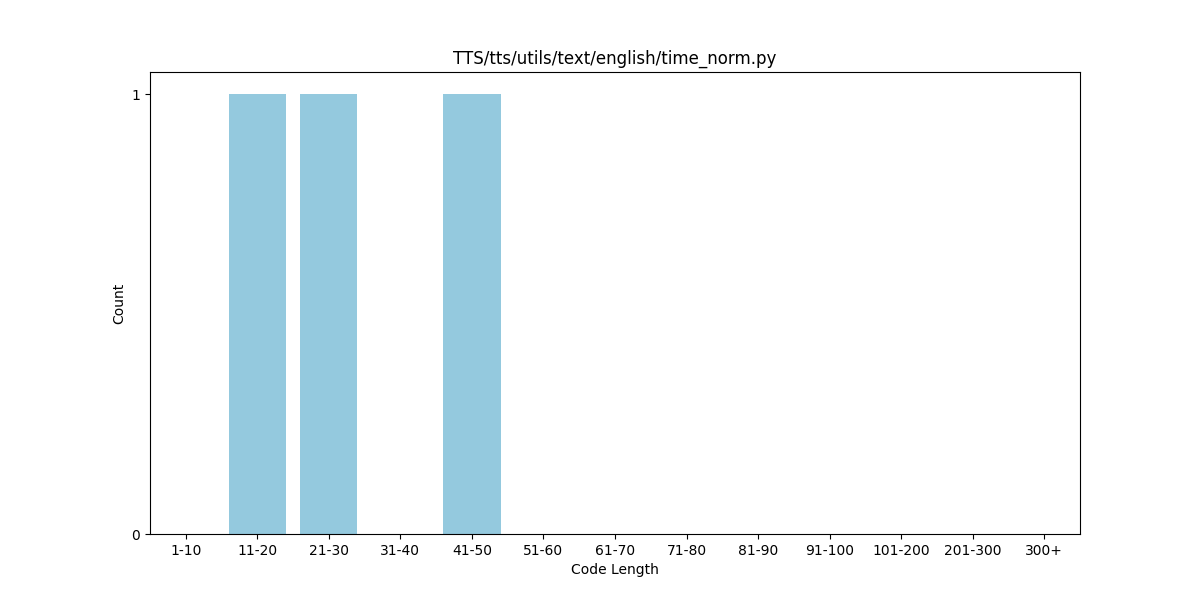 TTS/tts/utils/text/english/time_norm.py
1
Count
0
1-10 11-20 21-30 31-40 41-50 51-60 61-70 71-80 81-90 91-100 101-200 201-300 300+
Code Length